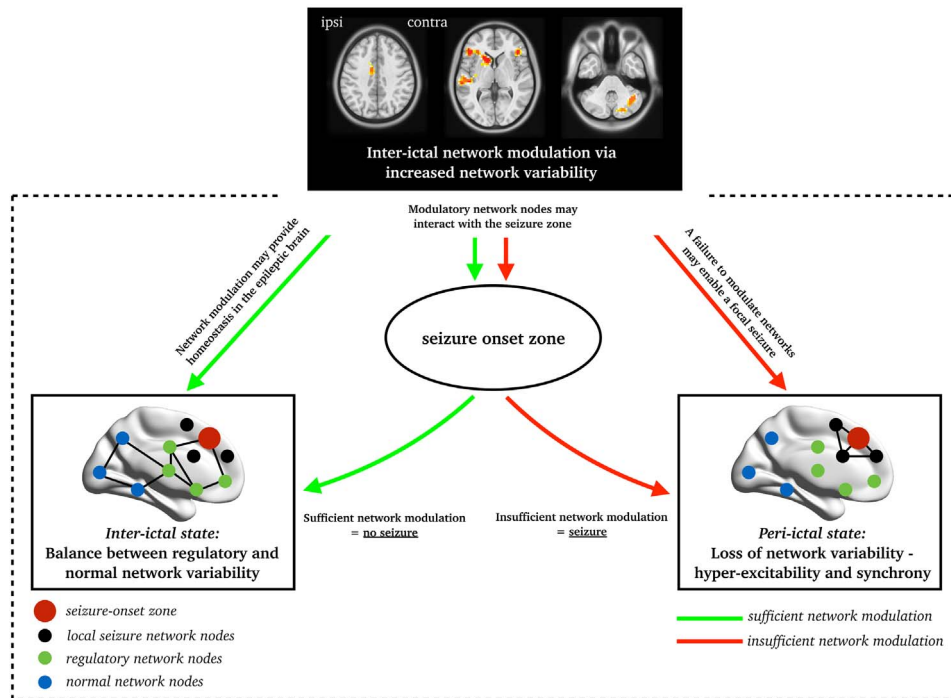 ipsi
contra
Inter-ictal network modulation via
increased network variability
Modulatory network nodes may
interact with the seizure zone
Network modulation may provide
homeostasis in the epileptic brain
A failure to modulate networks
may enable a focal seizure
seizure onset zone
Sufficient network modulation
= no seizure
Insufficient network modulation
= seizure
Inter-ictal state:
Balance between regulatory and
normal network variability
Peri-ictal state:
Loss of network variability -
hyper-excitability and synchrony
seizure-onset zone
local seizure network nodes
regulatory network nodes
normal network nodes
sufficient network modulation
insufficient network modulation